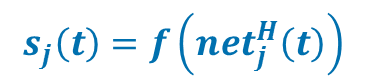 s_j(t) = f(net_j^H(t))